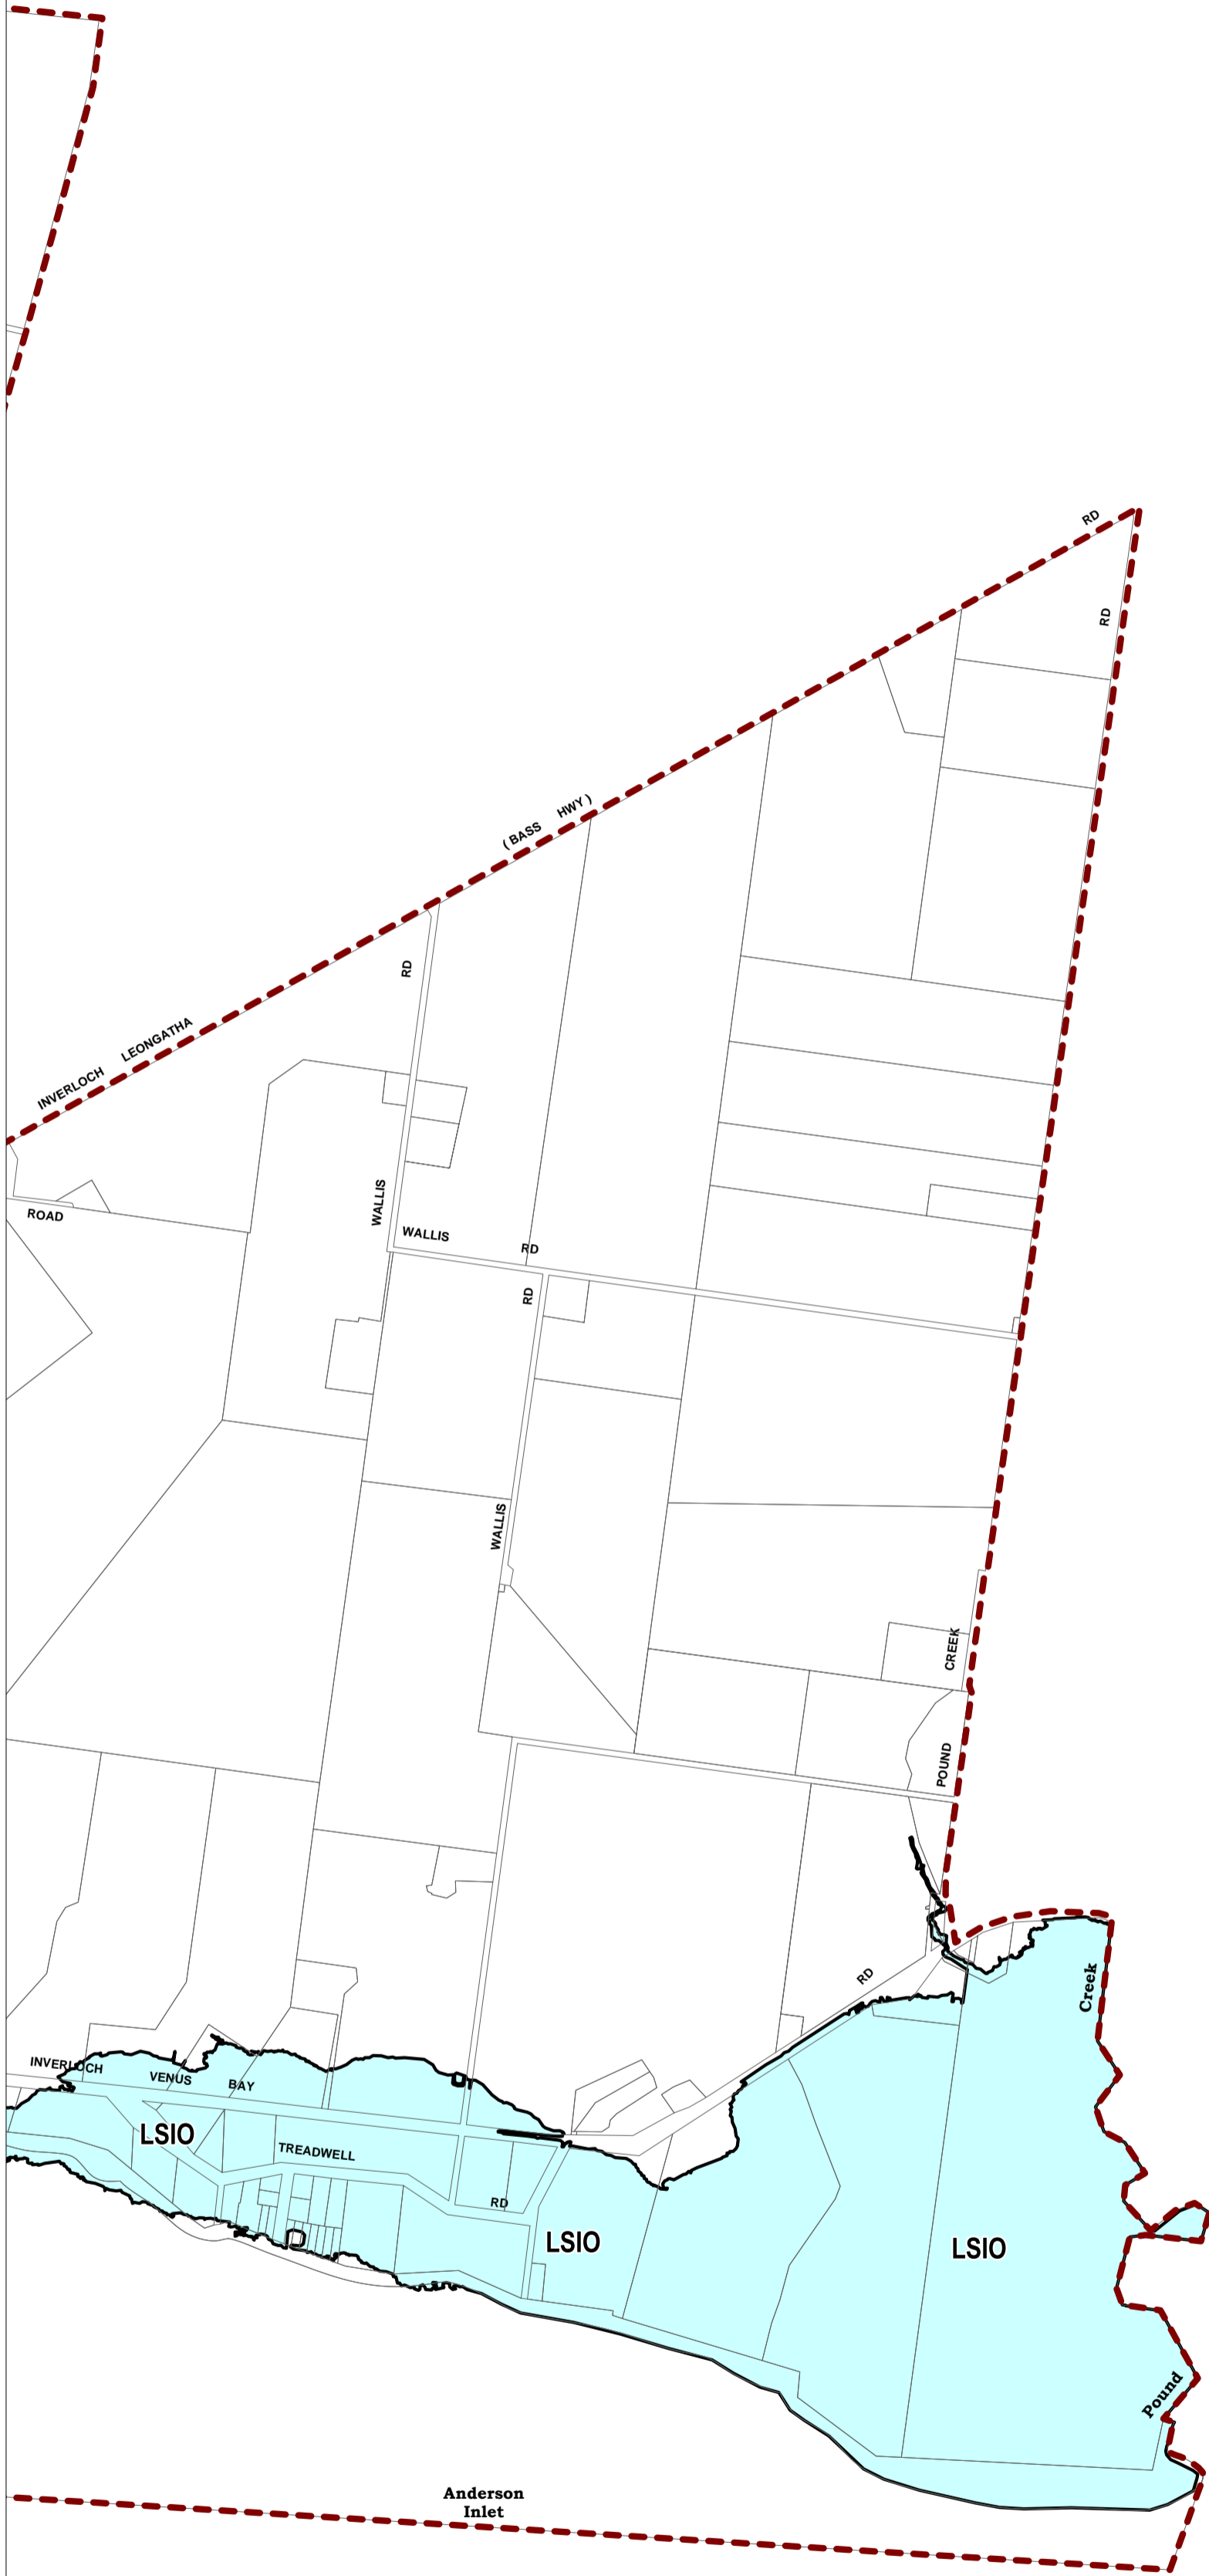 RD
RD
( BASS HWY )
RD
INVERLOCH LEONGATHA
WALLIS
ROAD
WALLIS RD
RD
WALLIS
CREEK
POUND
RD
Creek
INVERLOCH VENUS BAY
LSIO
TREADWELL
RD
LSIO
LSIO
Pound
Anderson
Inlet